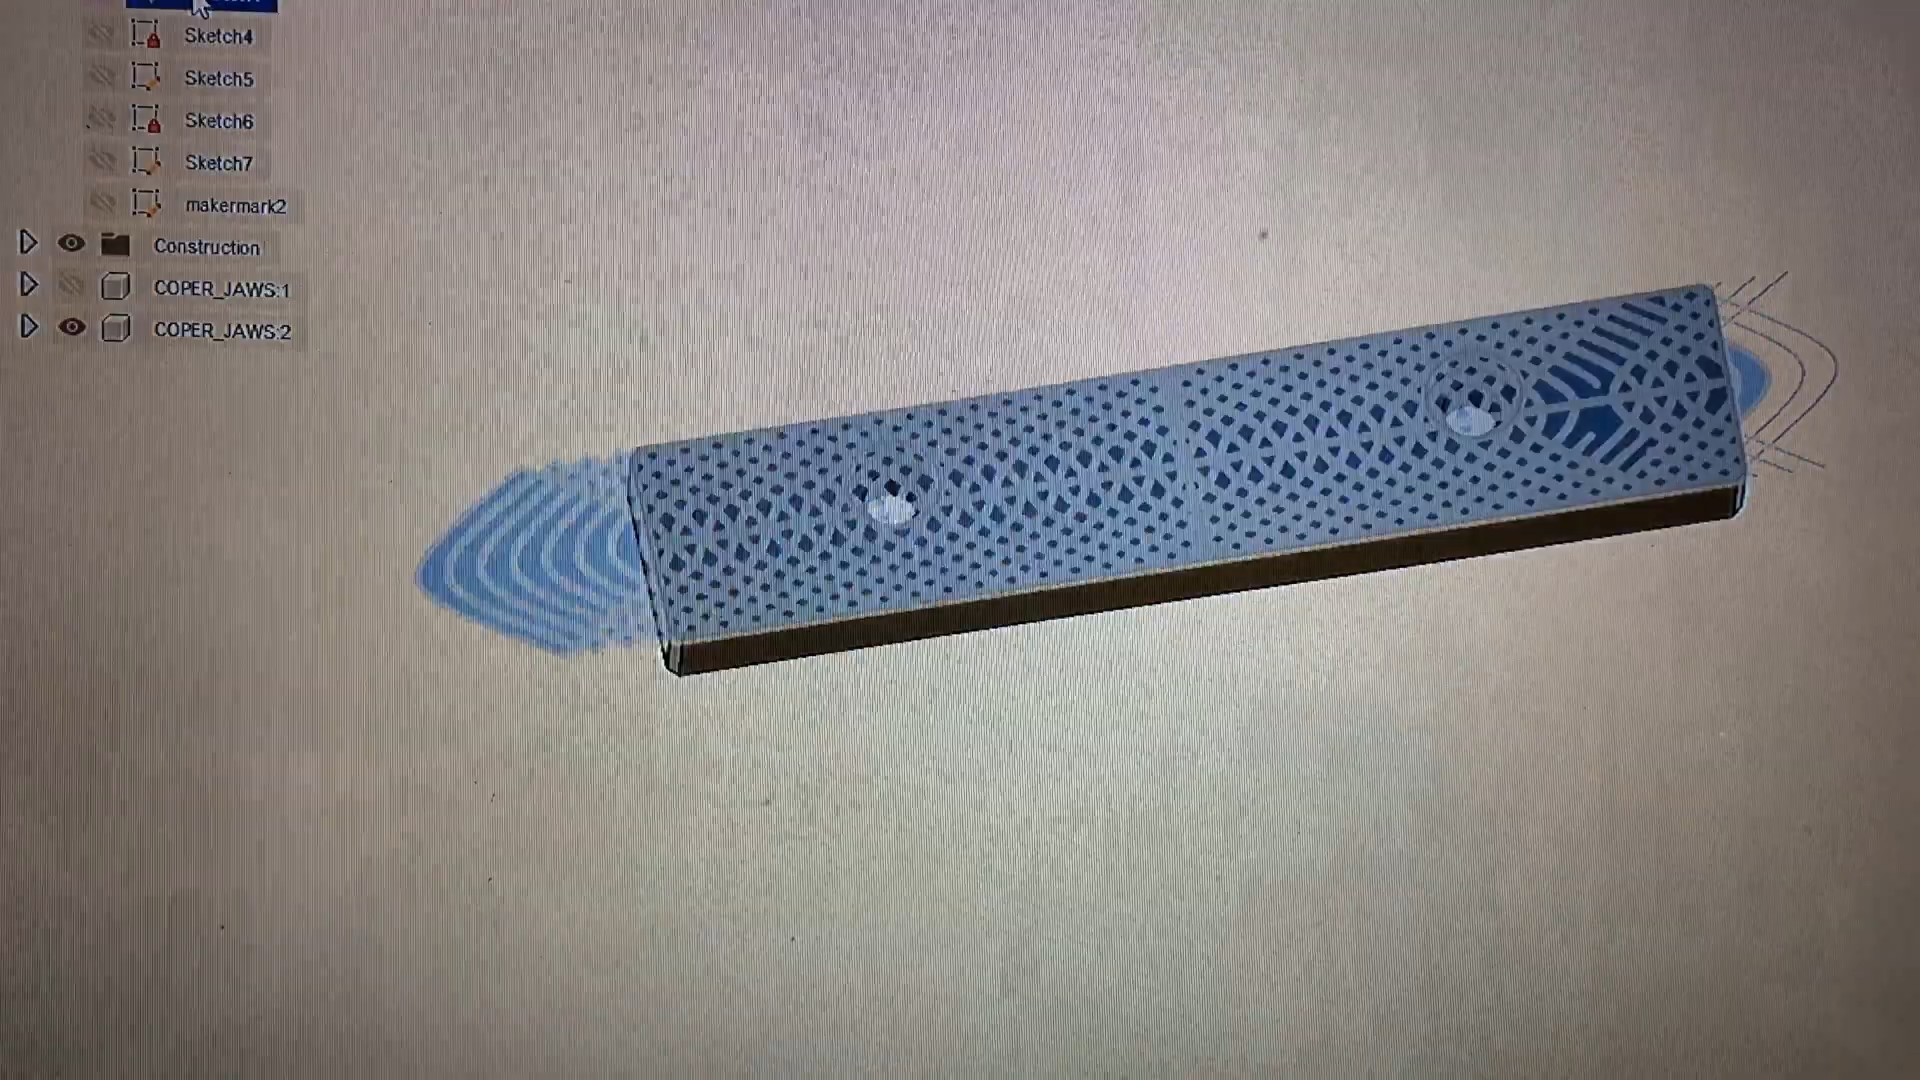 Sketch4
Sketch5
Sketch6
Sketch7
makermark2
Construction
COPER_JAWS:1
COPER_JAWS:2